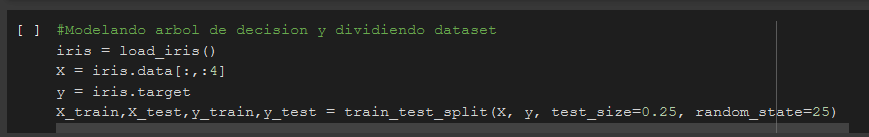 [ ] #Modelando arbol de decision y dividiendo dataset
iris = load_iris()
X = iris.data[:,:4]
y = iris.target
X_train,X_test,y_train,y_test = train_test_split(X, y, test_size=0.25, random_state=25)